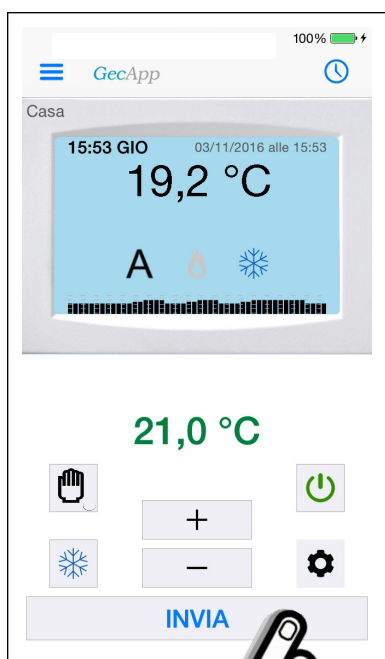 100%
GecApp
Casa
15:53 GIO 03/11/2016 alle 15:53
19,2 °C
A
21,0 °C
+
−
INVIA